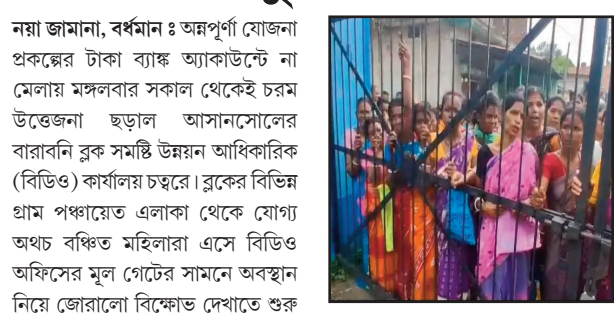 নয়া জামানা, বর্ধমান ঃ অন্নপূর্ণা যোজনা
প্রকল্পের টাকা ব্যাঙ্ক অ্যাকাউন্টে না
মেলায় মঙ্গলবার সকাল থেকেই চরম
উত্তেজনা ছড়াল আসানসোলের
বারাবনি ব্লক সমষ্টি উন্নয়ন আধিকারিক
(বিডিও) কার্যালয় চত্বরে। ব্লকের বিভিন্ন
গ্রাম পঞ্চায়েত এলাকা থেকে যোগ্য
অথচ বঞ্চিত মহিলারা এসে বিডিও
অফিসের মূল গেটের সামনে অবস্থান
নিয়ে জোরালো বিক্ষোভ দেখাতে শুরু